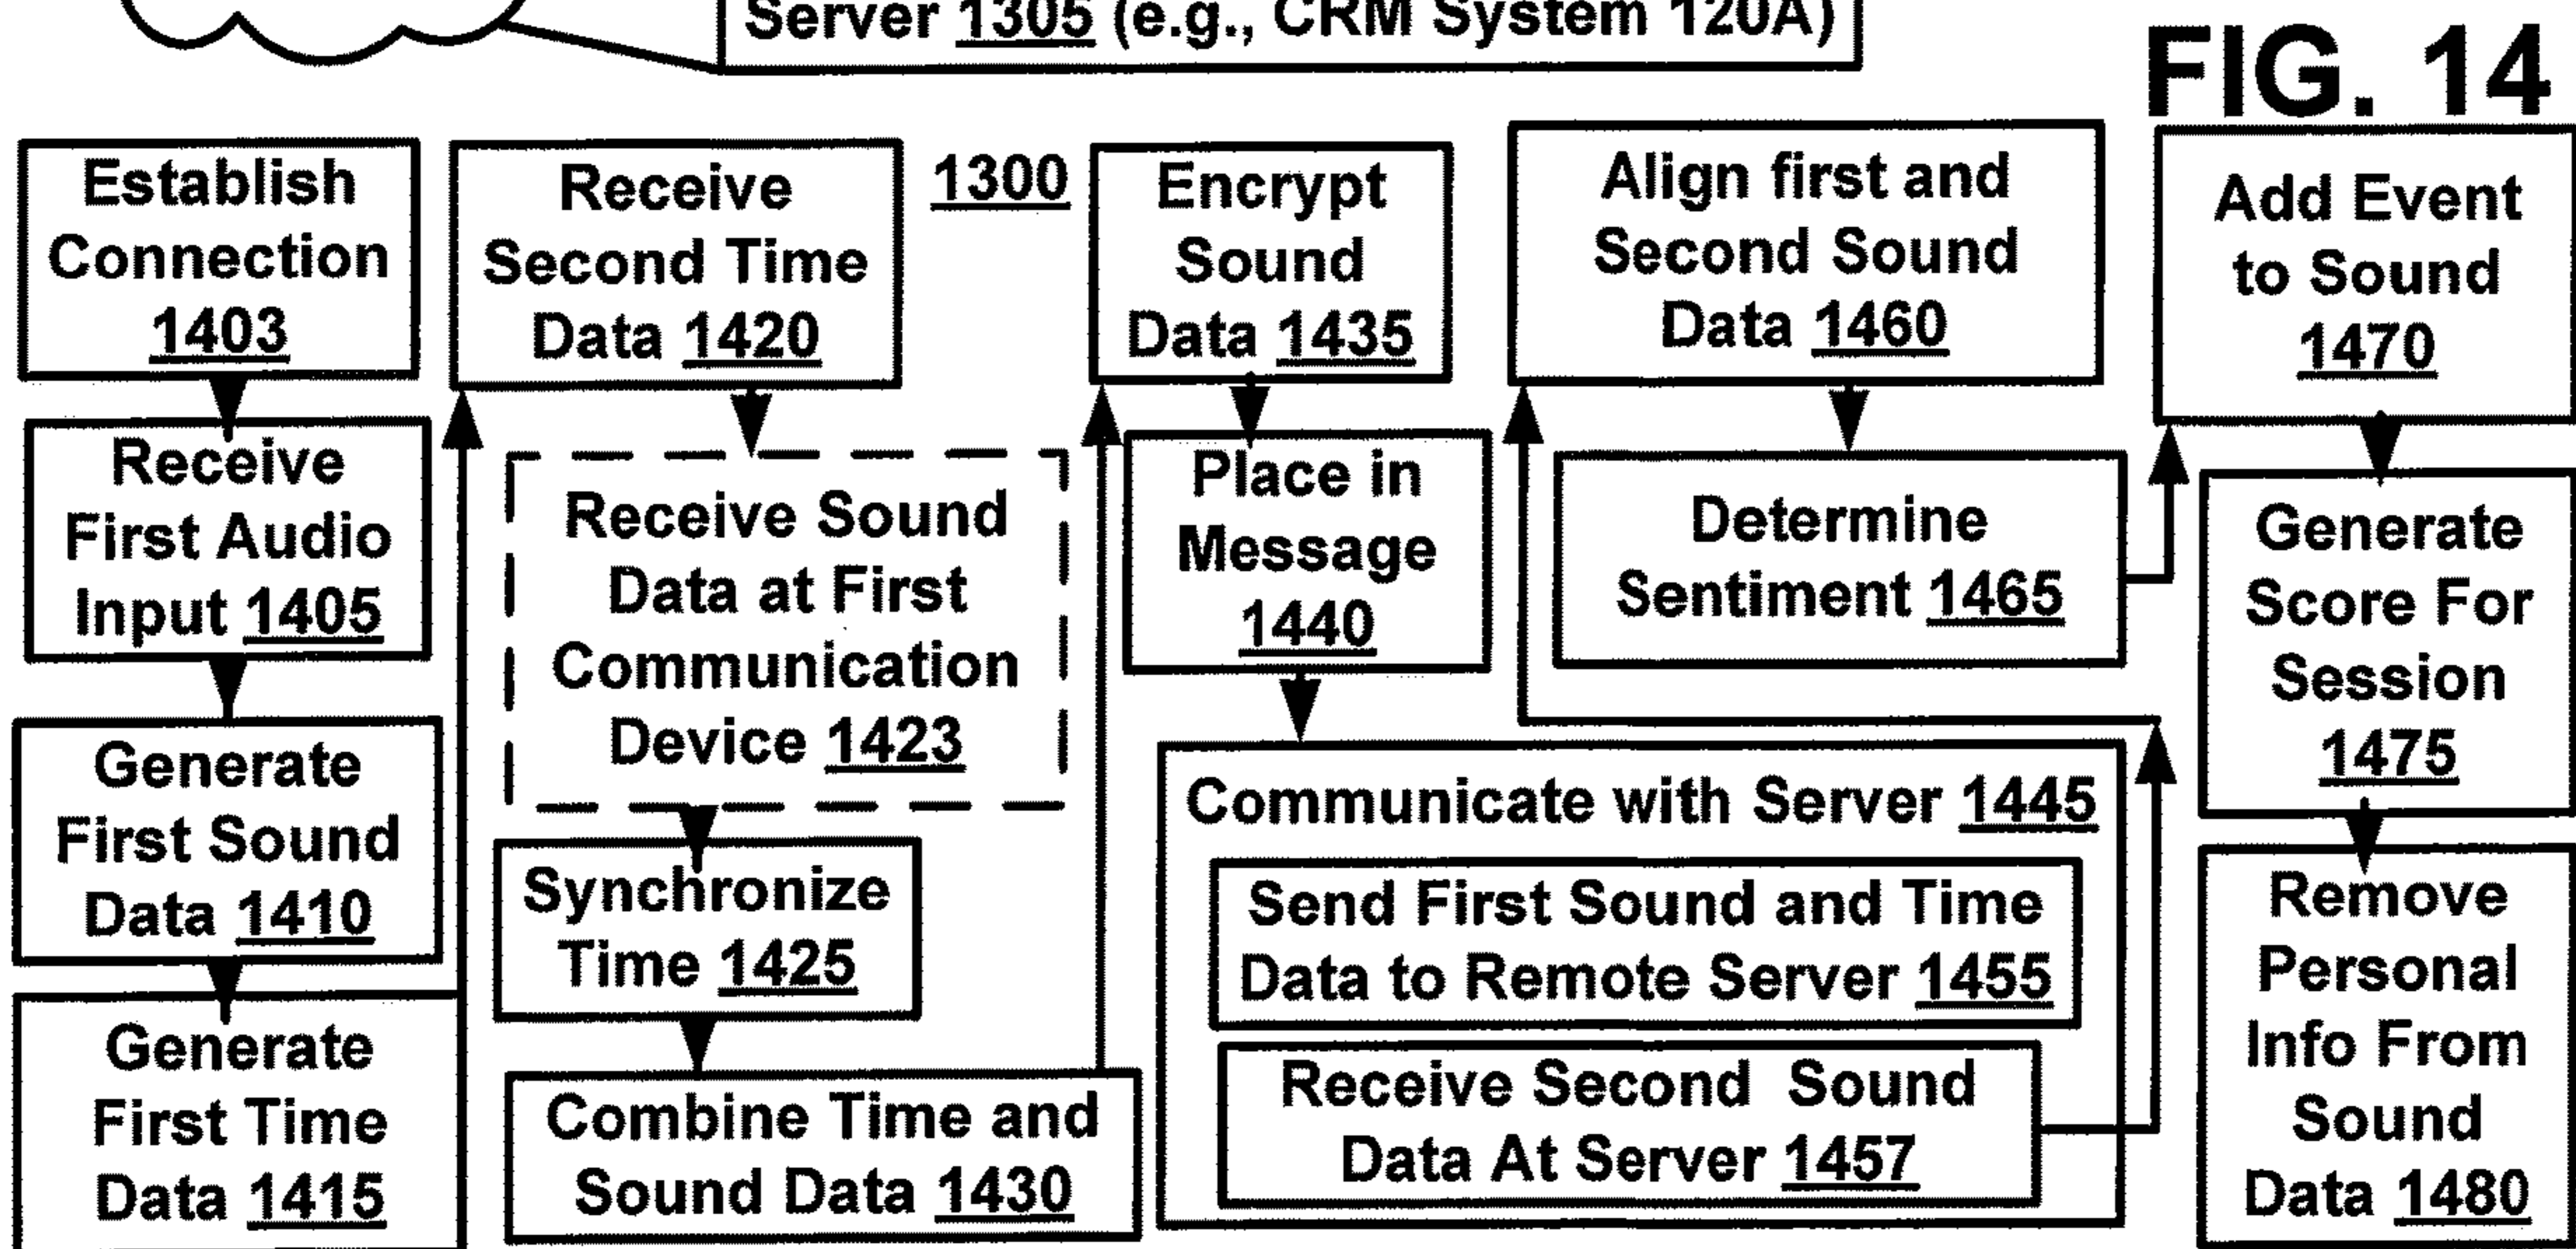 Server 1305 (e.g., CRM System 120A)
FIG. 14
Establish
Connection
1403
Receive
First Audio
Input 1405
Generate
First Sound
Data 1410
Generate
First Time
Data 1415
Receive
Second Time
Data 1420
Receive Sound
Data at First
Communication
Device 1423
Synchronize
Time 1425
Combine Time and
Sound Data 1430
1300
Encrypt
Sound
Data 1435
Place in
Message
1440
Communicate with Server 1445
Send First Sound and Time
Data to Remote Server 1455
Receive Second Sound
Data At Server 1457
Align first and
Second Sound
Data 1460
Determine
Sentiment 1465
Add Event
to Sound
1470
Generate
Score For
Session
1475
Remove
Personal
Info From
Sound
Data 1480